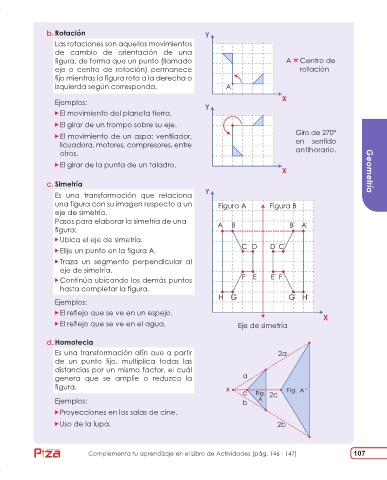 b. Rotación
Las rotaciones son aquellos movimientos
de cambio de orientación de una
figura, de forma que un punto (llamado
eje o centro de rotación) permanece
fijo mientras la figura rota a la derecha o
izquierda según corresponda.
Ejemplos:
El movimiento del planeta tierra.
El girar de un trompo sobre su eje.
El movimiento de un aspa: ventilador,
licuadora, motores, compresores, entre
otros.
El girar de la punta de un taladro.
Y
A
X
A = Centro de
rotación
Y
X
Giro de 270°
en sentido
antihorario.
Geometría
c. Simetría
Es una transformación que relaciona
una figura con su imagen respecto a un
eje de simetría.
Pasos para elaborar la simetría de una
figura:
Ubica el eje de simetría.
Elije un punto en la figura A.
Traza un segmento perpendicular al
eje de simetría.
Continúa ubicando los demás puntos
hasta completar la figura.
Ejemplos:
El reflejo que se ve en un espejo.
El reflejo que se ve en el agua.
Y
Figura A Figura B
A B B' A'
C D D' C'
F E E' F'
H G G' H'
X
Eje de simetría
d. Homotecia
Es una transformación afín que a partir
de un punto fijo, multiplica todas las
distancias por un mismo factor, el cuál
genera que se amplíe o reduzca la
figura.
Ejemplos:
Proyecciones en las salas de cine.
Uso de la lupa.
2a
a
x c Fig. A 2c Fig. A'
b
2b
Piza
Complementa tu aprendizaje en el Libro de Actividades [pág. 146 - 147]
107